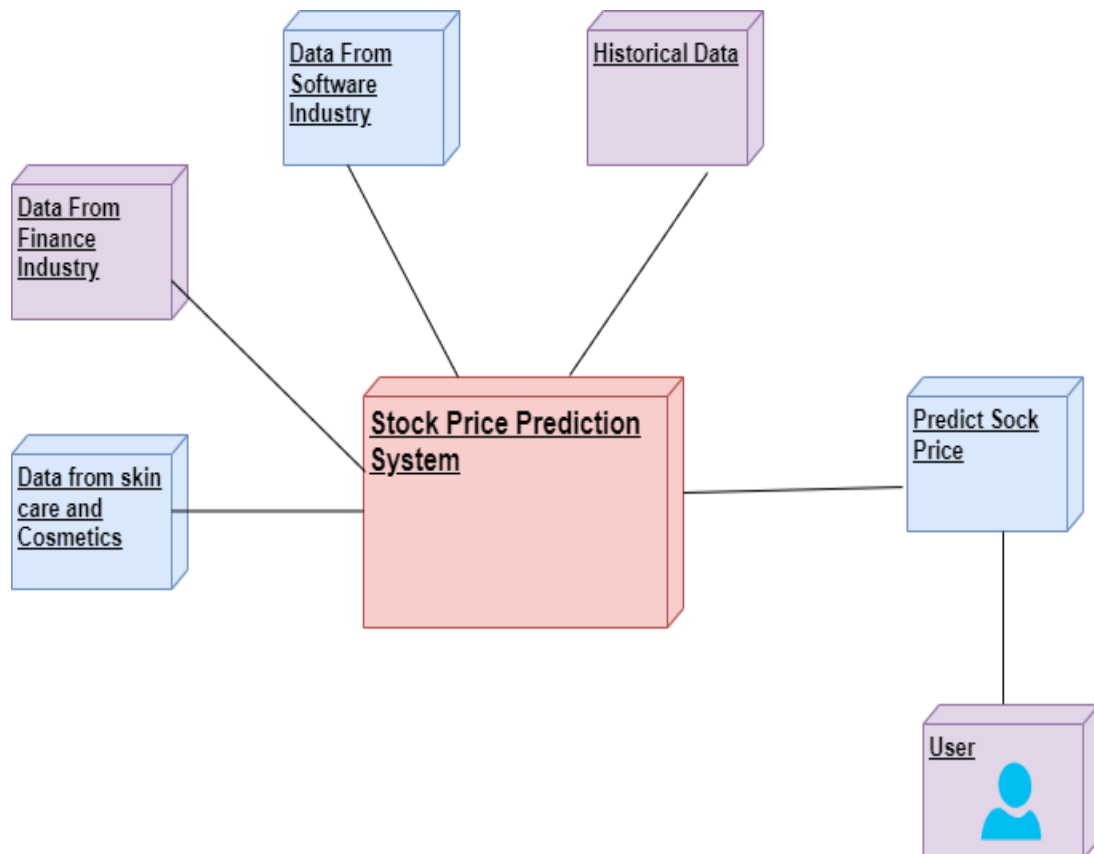 Data From
Software
Industry
Historical Data
Data From
Finance
Industry
Stock Price Prediction
System
Predict Sock
Price
Data from skin
care and
Cosmetics
User